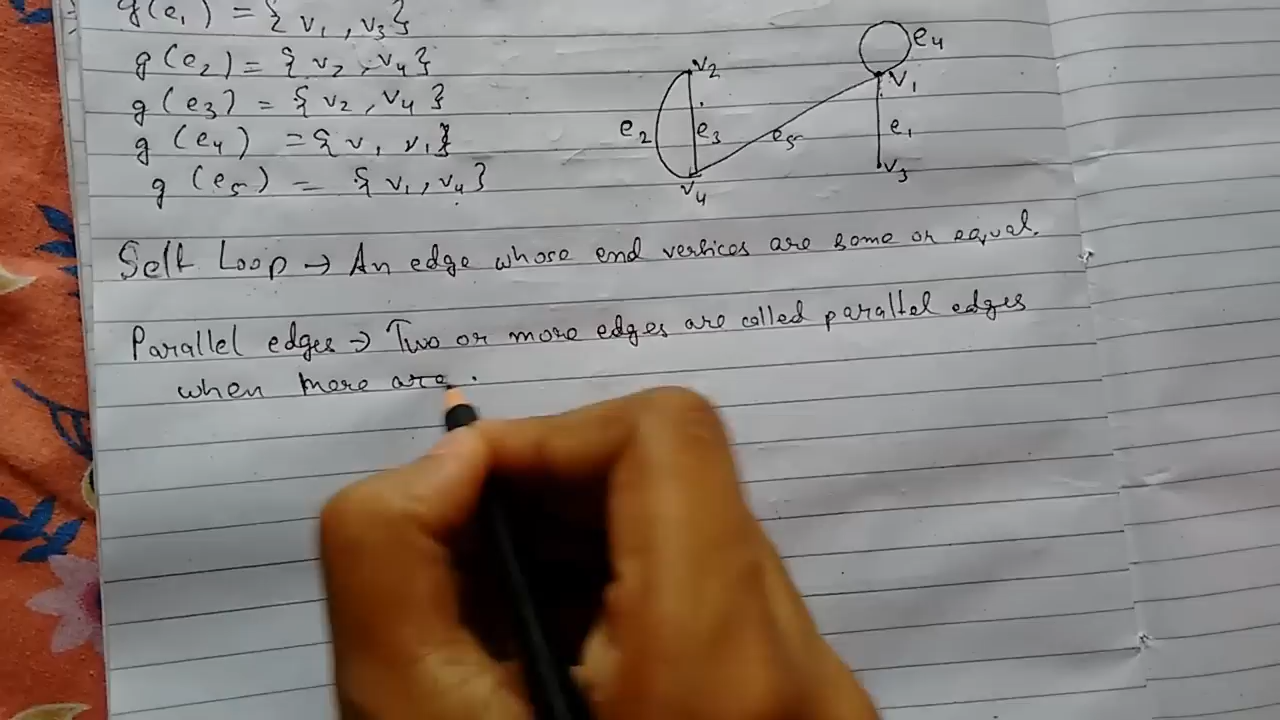 g(e₁) = {v₁, v₃}
g(e₂) = {v₂, v₄}
g(e₃) = {v₂, v₄}
g(e₄) = {v₁ v₁}
g(e₅) = {v₁, v₄}
v₂
e₂
e₃
v₄
e₅
e₄
v₁
e₁
v₃
Self Loop → An edge whose end vertices are same or equal.
Parallel edges → Two or more edges are called parallel edges
when more are.